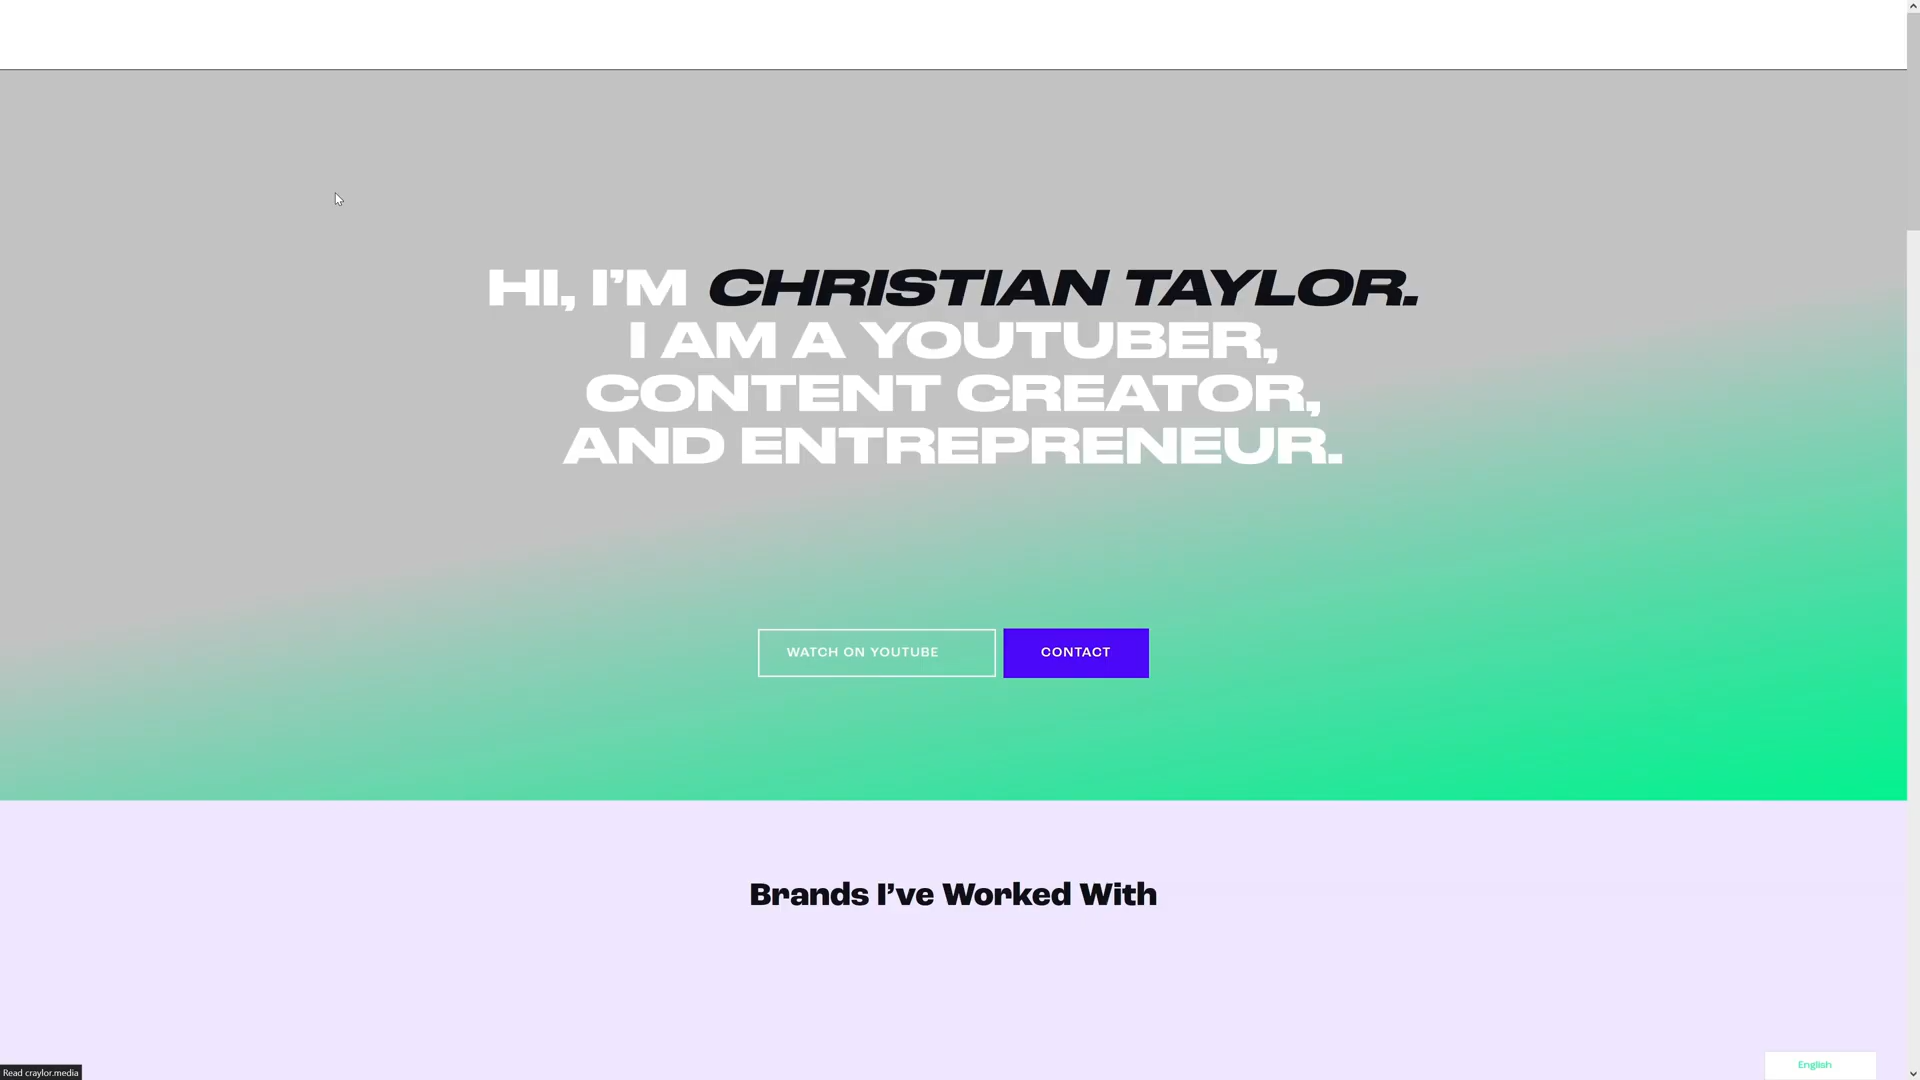 HI, I’M CHRISTIAN TAYLOR.
I AM A YOUTUBER,
CONTENT CREATOR,
AND ENTREPRENEUR.
WATCH ON YOUTUBE
CONTACT
Brands I’ve Worked With
English
Read craylor.media